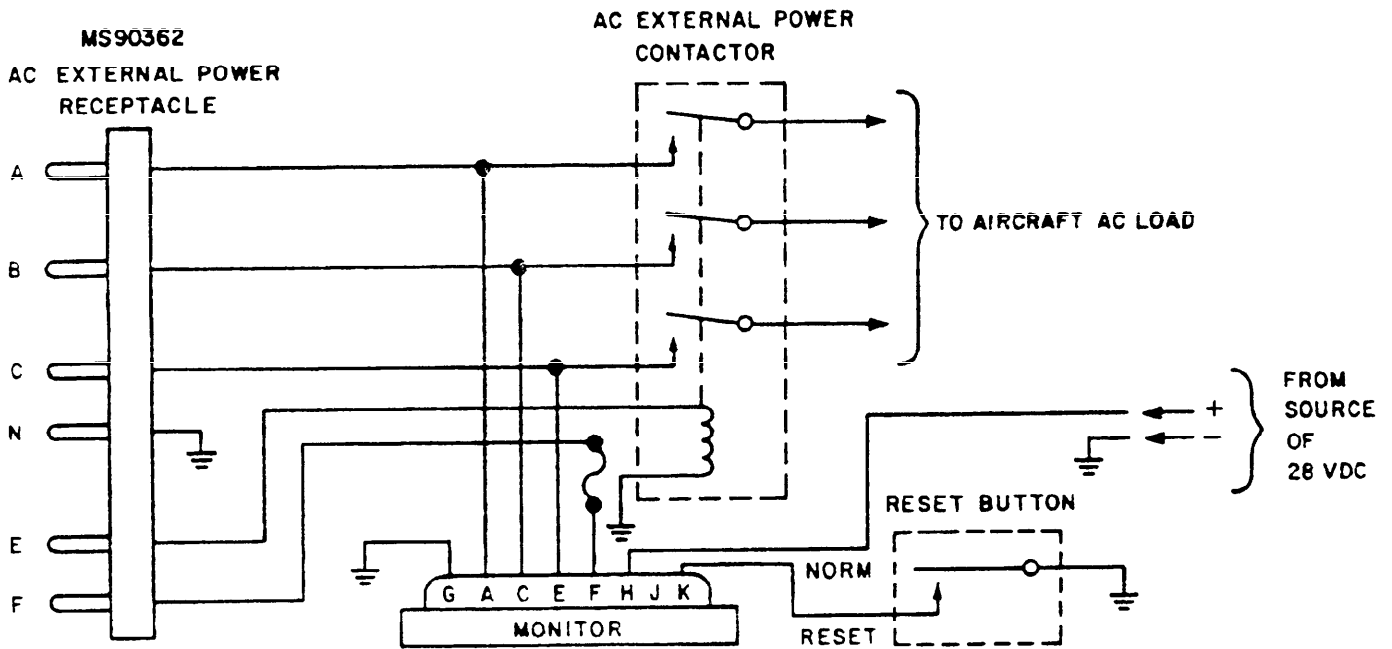 MS90362
AC EXTERNAL POWER
RECEPTACLE
AC EXTERNAL POWER
CONTACTOR
A
B
C
N
E
F
TO AIRCRAFT AC LOAD
+
−
FROM
SOURCE
OF
28 VDC
RESET BUTTON
NORM
RESET
G A C E F H J K
MONITOR